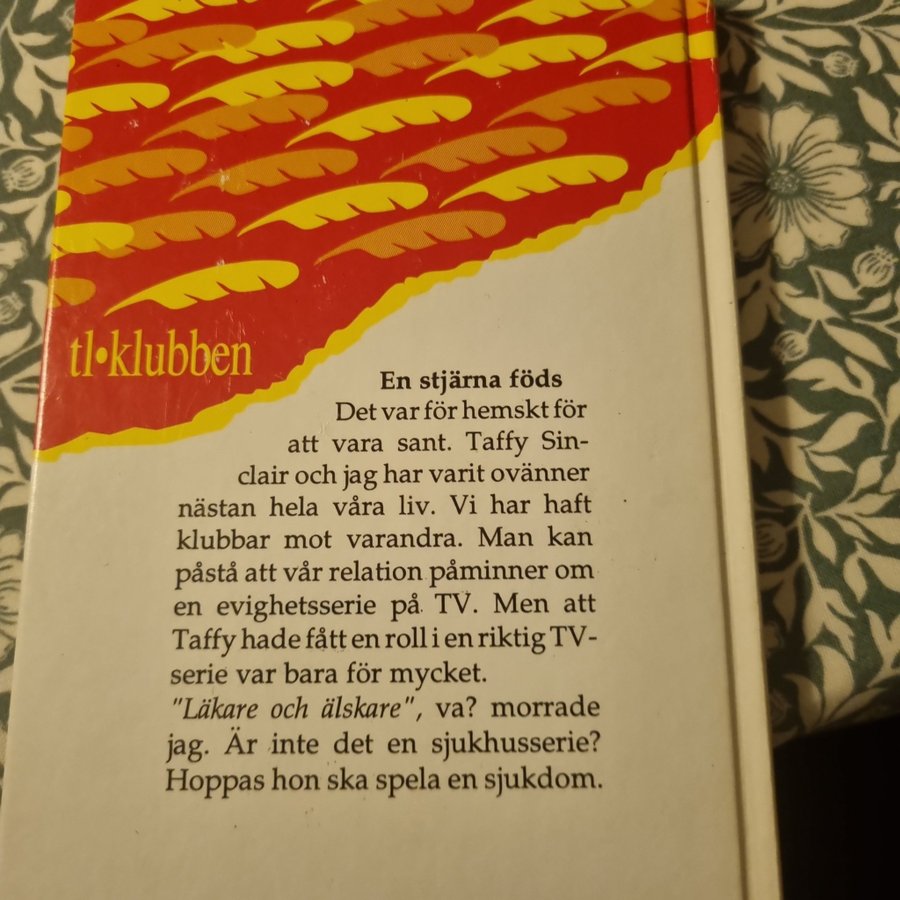 tl•klubben
En stjärna föds
Det var för hemskt för
att vara sant. Taffy Sin-
clair och jag har varit ovänner
nästan hela våra liv. Vi har haft
klubbar mot varandra. Man kan
påstå att vår relation påminner om
en evighetsserie på TV. Men att
Taffy hade fått en roll i en riktig TV-
serie var bara för mycket.
"Läkare och älskare", va? morrade
jag. Är inte det en sjukhusserie?
Hoppas hon ska spela en sjukdom.